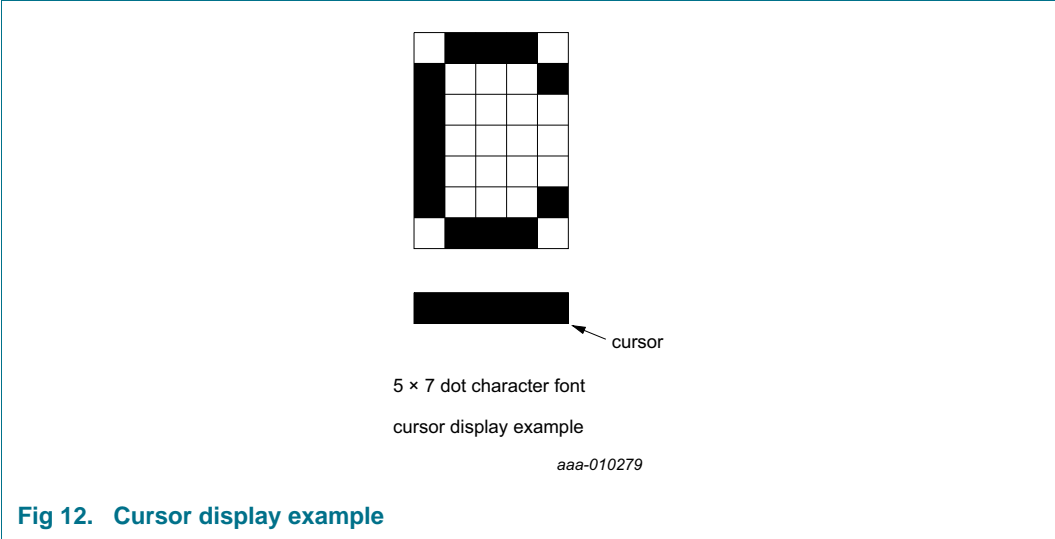 cursor
5 × 7 dot character font
cursor display example
aaa-010279
Fig 12. Cursor display example